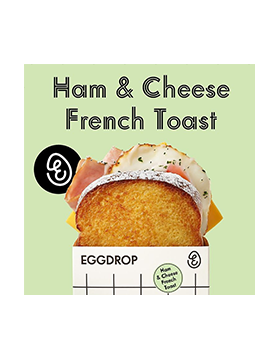 Ham & Cheese
French Toast
EGGDROP
Ham &
Cheese
French
Toast